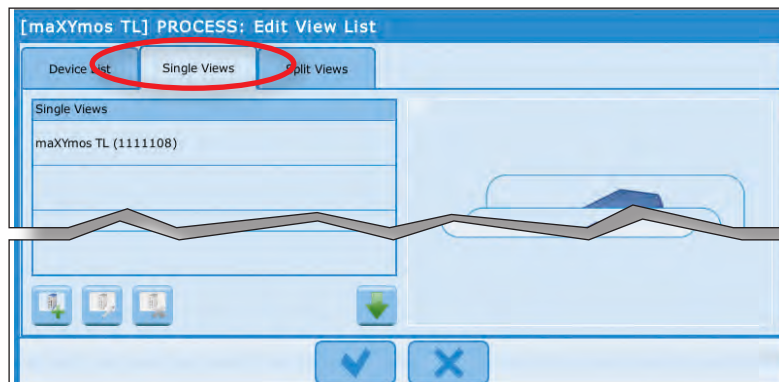 [maXYmos TL] PROCESS: Edit View List
Device List Single Views Split Views
Single Views
maXYmos TL (1111108)